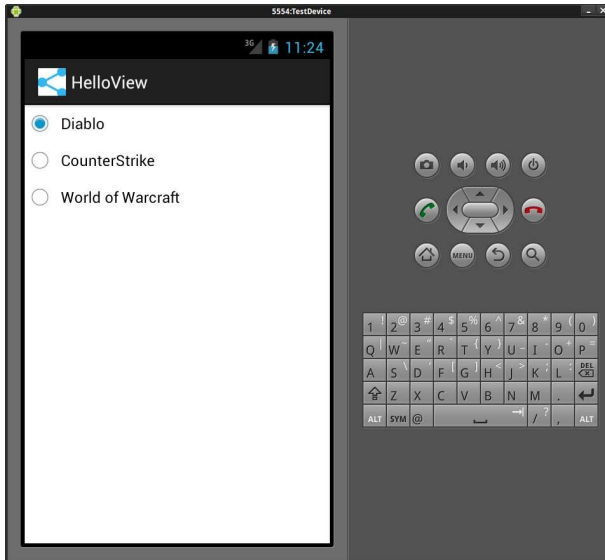 5554:TestDevice
3G 11:24
HelloView
Diablo
CounterStrike
World of Warcraft
MENU
1 ! 2 @ 3 # 4 $ 5 % 6 ^ 7 & 8 * 9 ( 0 )
Q | W ~ E " R ` T { Y } U _ I - O + P =
A S \ D ' F [ G ] H < J > K ; L : DEL
Z X C V B N M .
ALT SYM @ / ? , ALT